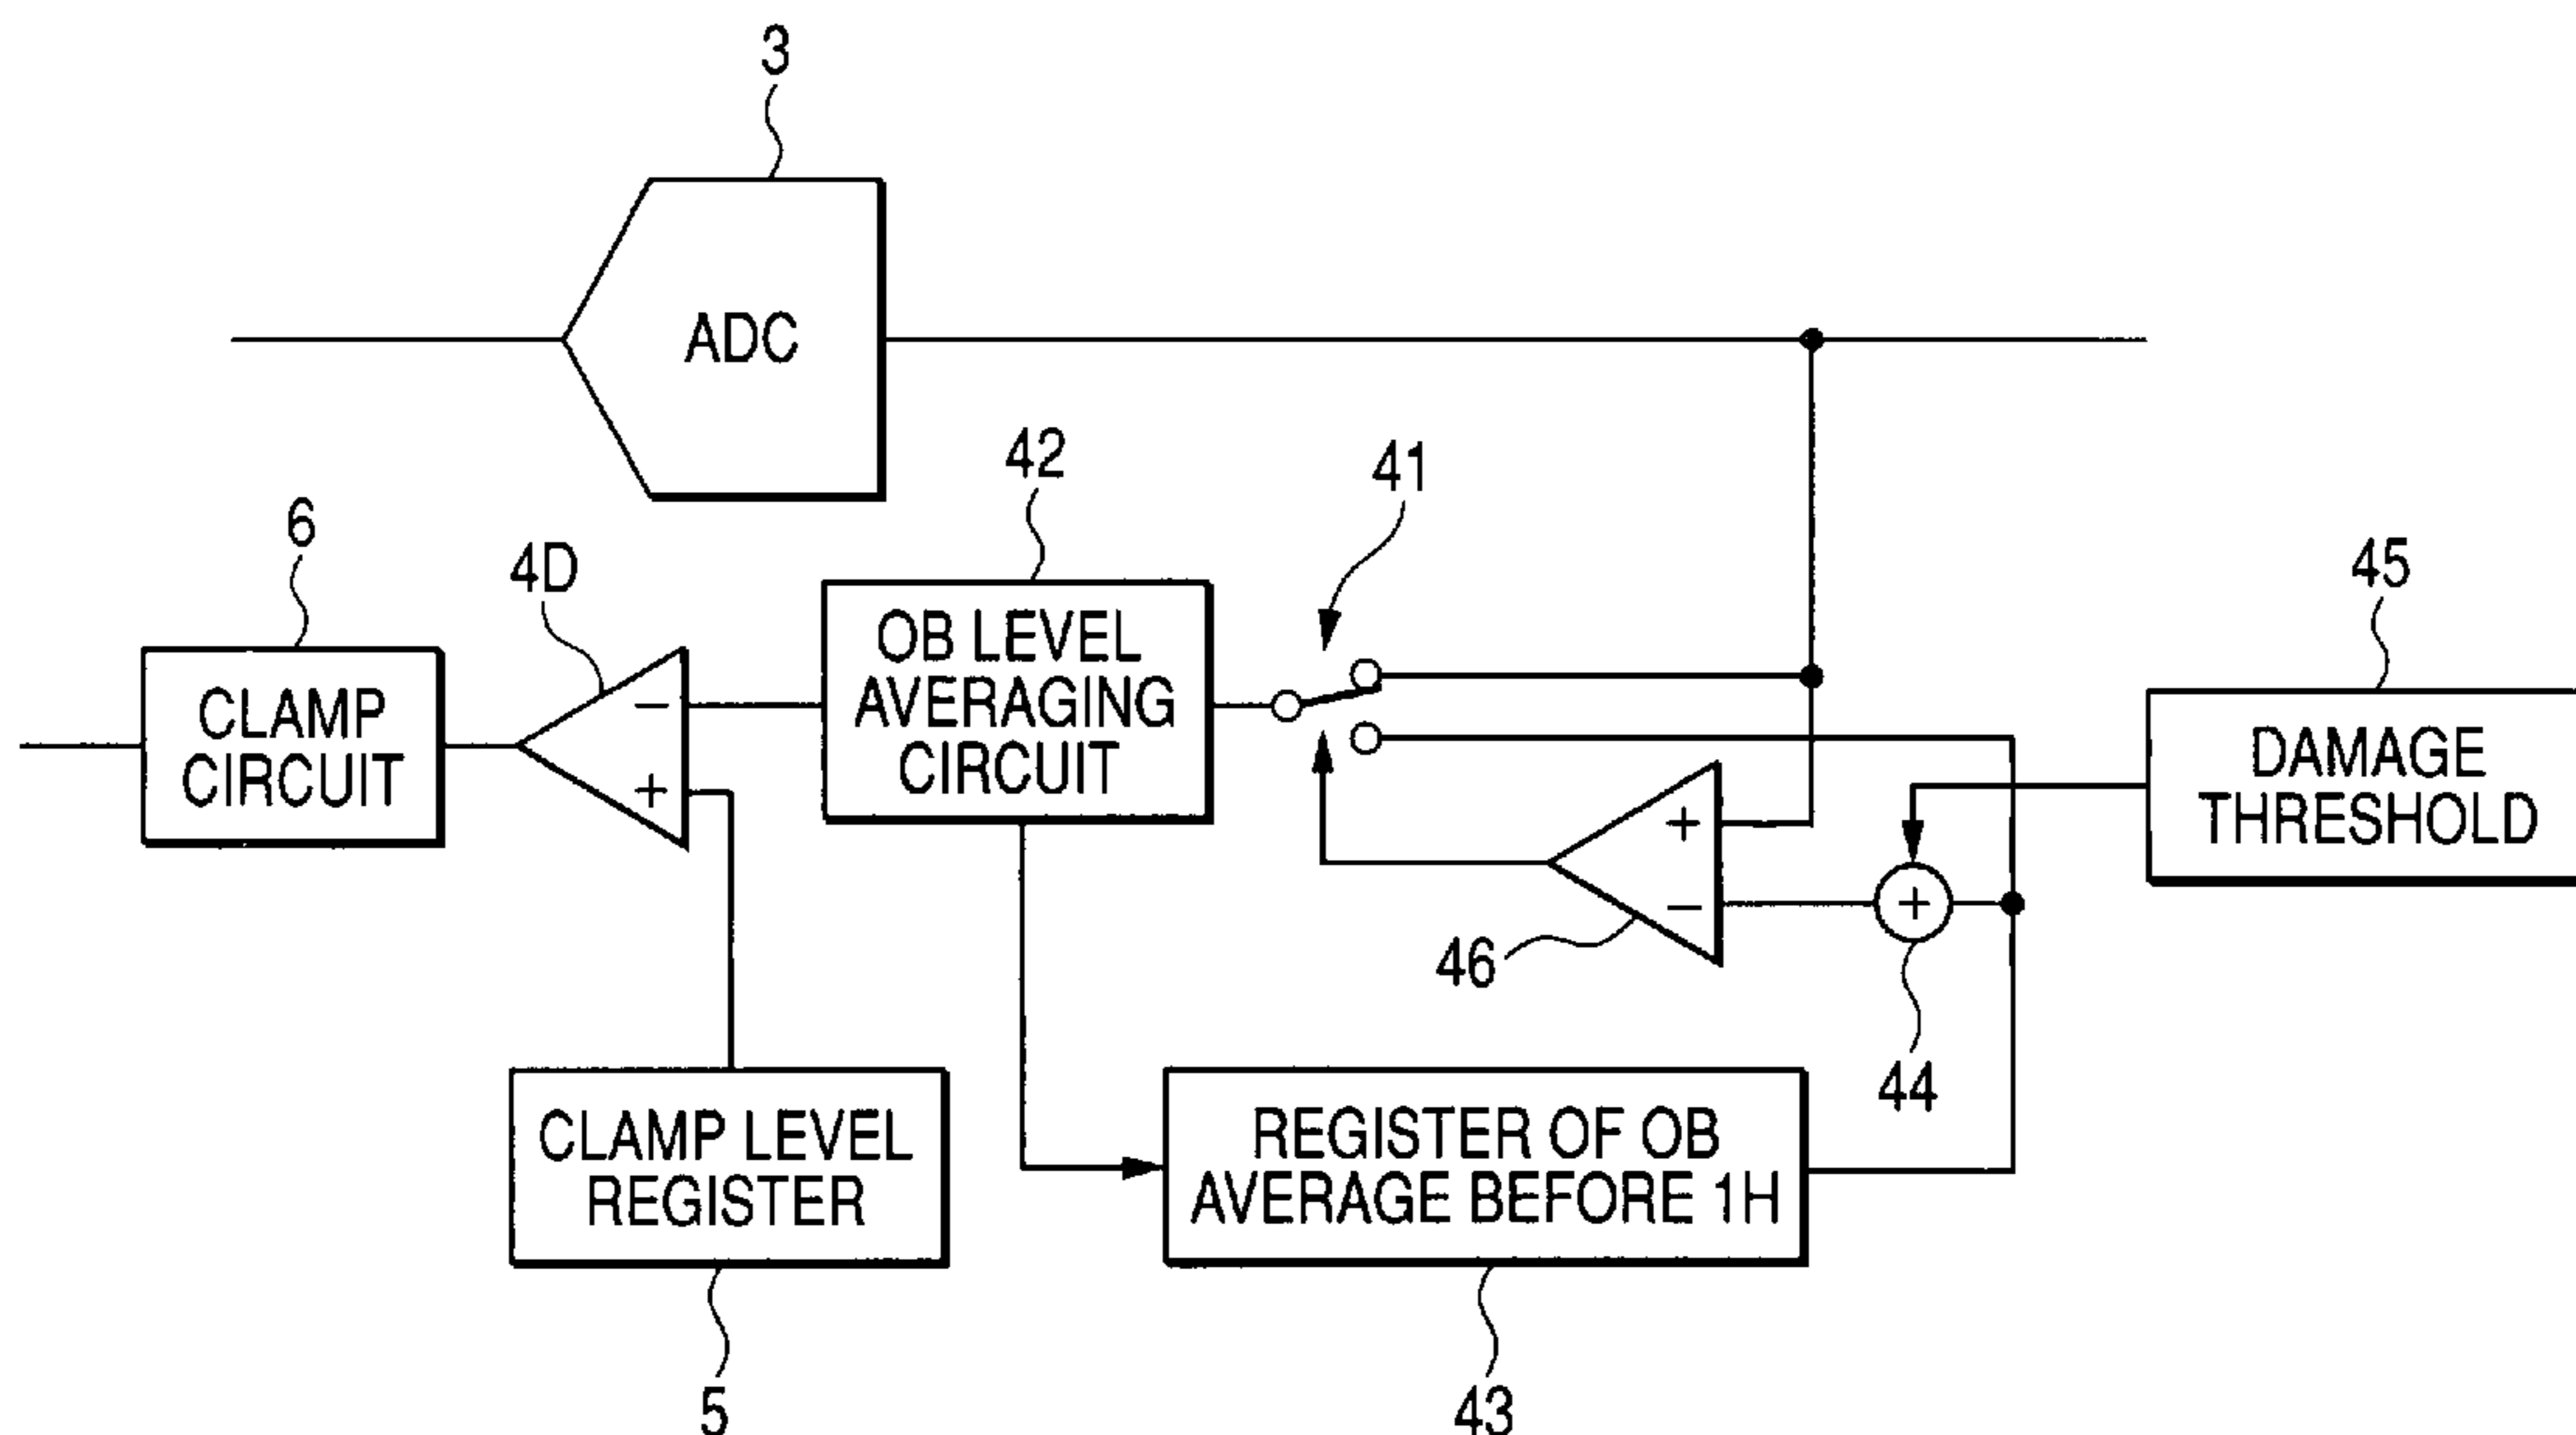 3
ADC
42
41
6
4D
45
OB LEVEL
AVERAGING
CIRCUIT
CLAMP
CIRCUIT
−
+
DAMAGE
THRESHOLD
+
−
+
46
44
CLAMP LEVEL
REGISTER
REGISTER OF OB
AVERAGE BEFORE 1H
5
43